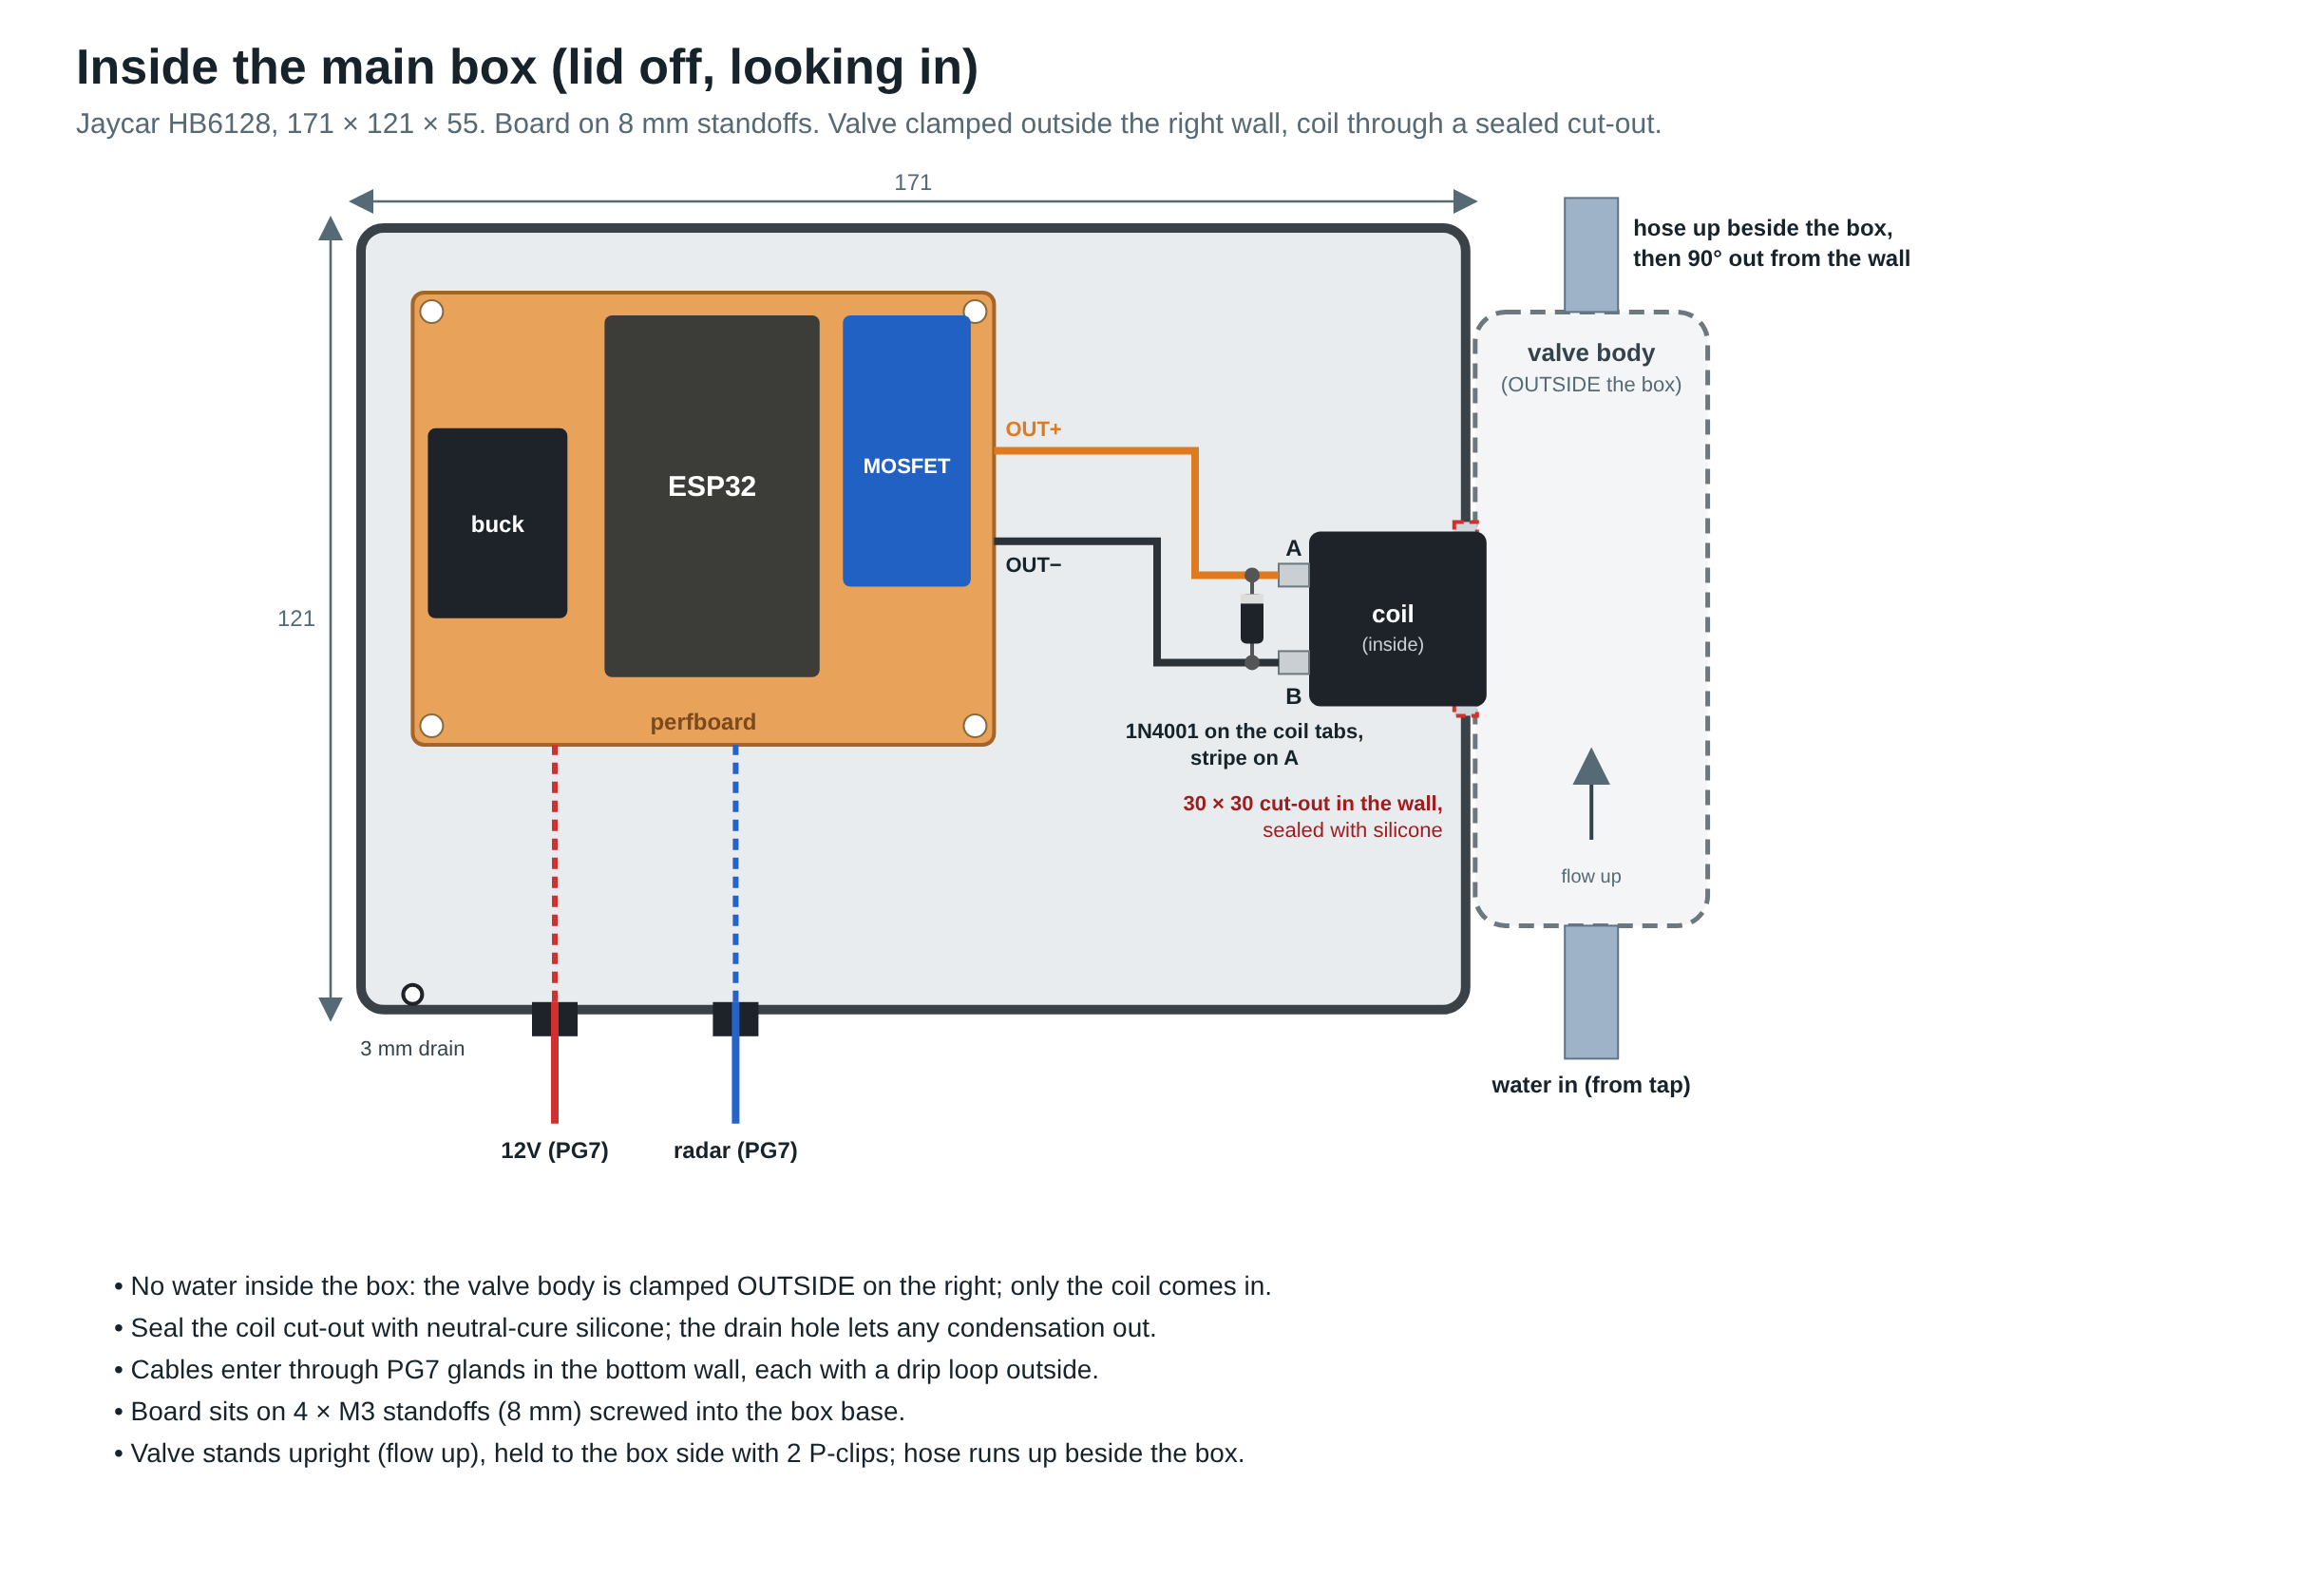 Inside the main box (lid off, looking in)
Jaycar HB6128, 171 × 121 × 55. Board on 8 mm standoffs. Valve clamped outside the right wall, coil through a sealed cut-out.
171
hose up beside the box,
then 90° out from the wall
valve body
(OUTSIDE the box)
OUT+
MOSFET
ESP32
buck
A
OUT−
coil
(inside)
121
B
perfboard
1N4001 on the coil tabs,
stripe on A
30 × 30 cut-out in the wall,
sealed with silicone
flow up
3 mm drain
water in (from tap)
12V (PG7)
radar (PG7)
• No water inside the box: the valve body is clamped OUTSIDE on the right; only the coil comes in.
• Seal the coil cut-out with neutral-cure silicone; the drain hole lets any condensation out.
• Cables enter through PG7 glands in the bottom wall, each with a drip loop outside.
• Board sits on 4 × M3 standoffs (8 mm) screwed into the box base.
• Valve stands upright (flow up), held to the box side with 2 P-clips; hose runs up beside the box.